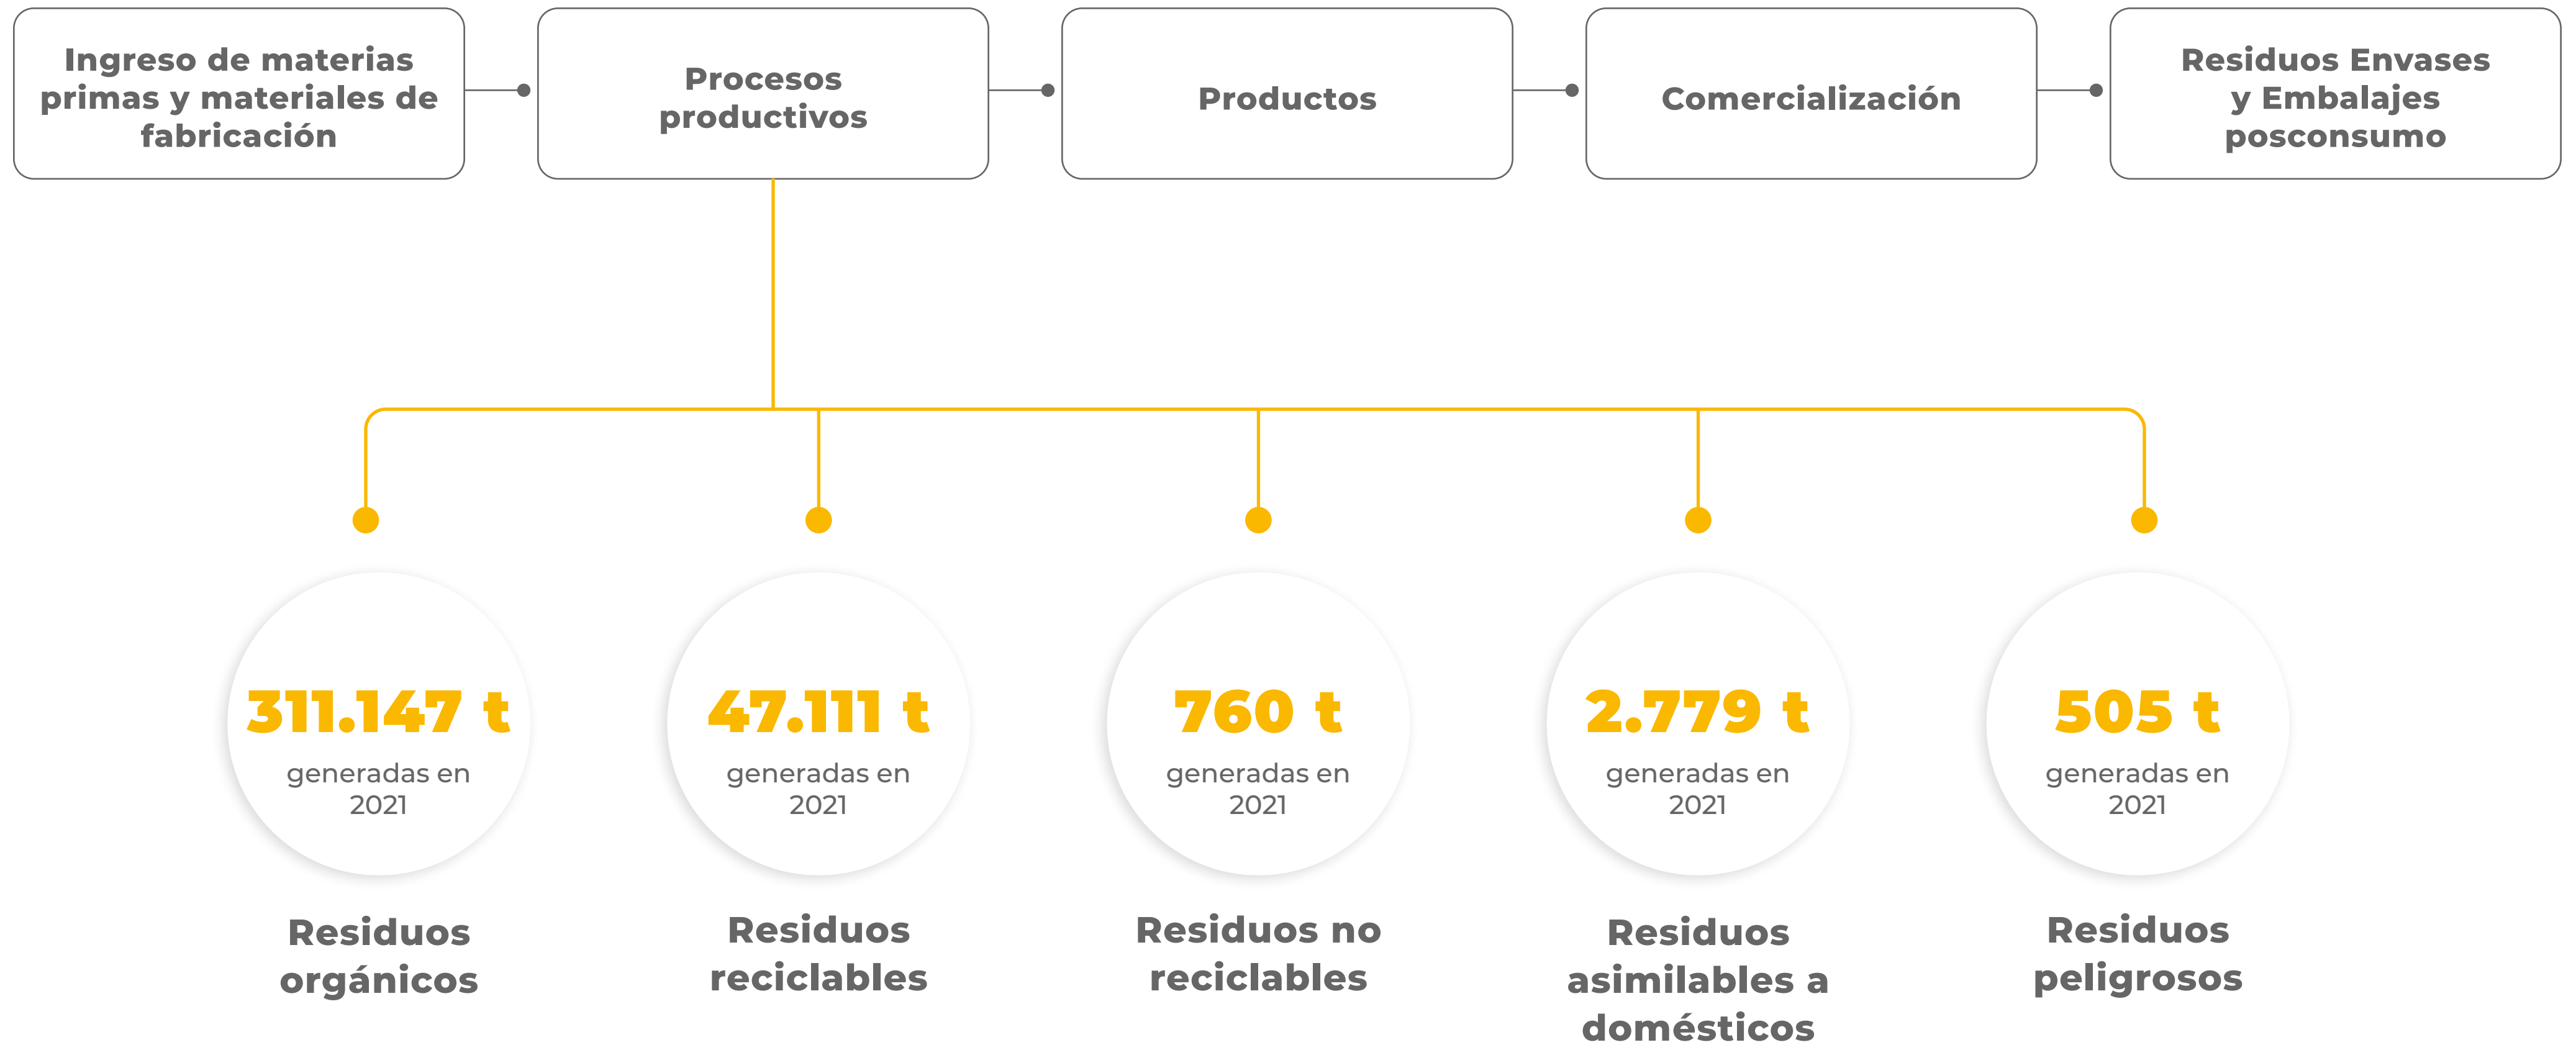 Ingreso de materias
primas y materiales de
fabricación
Procesos
productivos
Productos
Comercialización
Residuos Envases
y Embalajes
posconsumo
311.147 t
generadas en
2021
Residuos
orgánicos
47.111 t
generadas en
2021
Residuos
reciclables
760 t
generadas en
2021
Residuos no
reciclables
2.779 t
generadas en
2021
Residuos
asimilables a
domésticos
505 t
generadas en
2021
Residuos
peligrosos